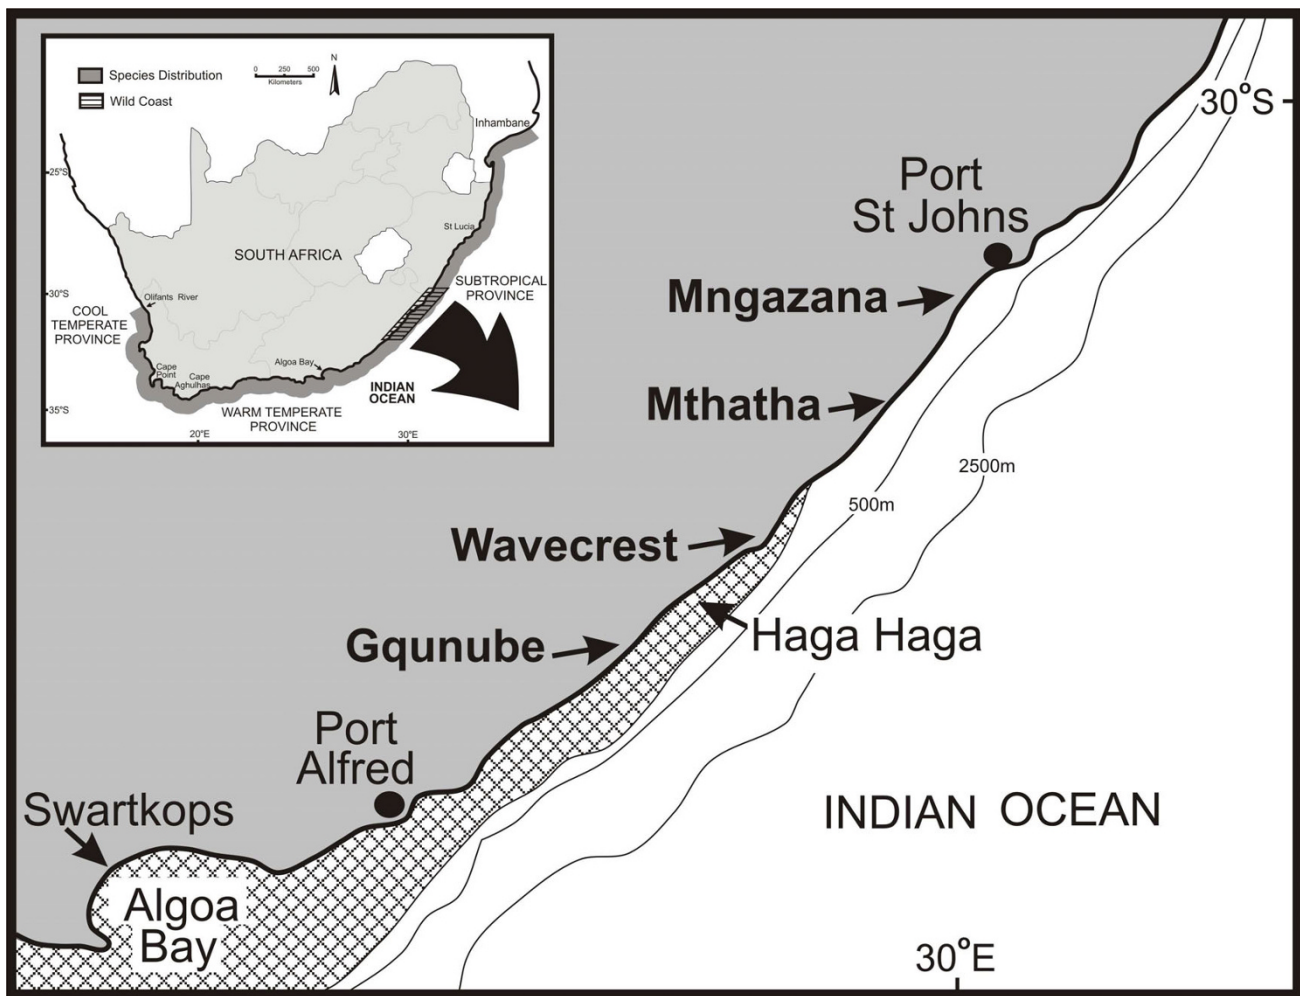 Species Distribution
Wild Coast
0 250 500
Kilometers
N
Inhambane
25°S
St Lucia
SOUTH AFRICA
SUBTROPICAL
PROVINCE
30°S
Olifants River
COOL
TEMPERATE
PROVINCE
Algoa Bay
Cape
Point
Cape
Aghulhas
INDIAN
OCEAN
35°S
WARM TEMPERATE
PROVINCE
20°E
30°E
30°S
Port
St Johns
Mngazana
Mthatha
2500m
500m
Wavecrest
Haga Haga
Gqunube
Port
Alfred
Swartkops
INDIAN OCEAN
Algoa
Bay
30°E